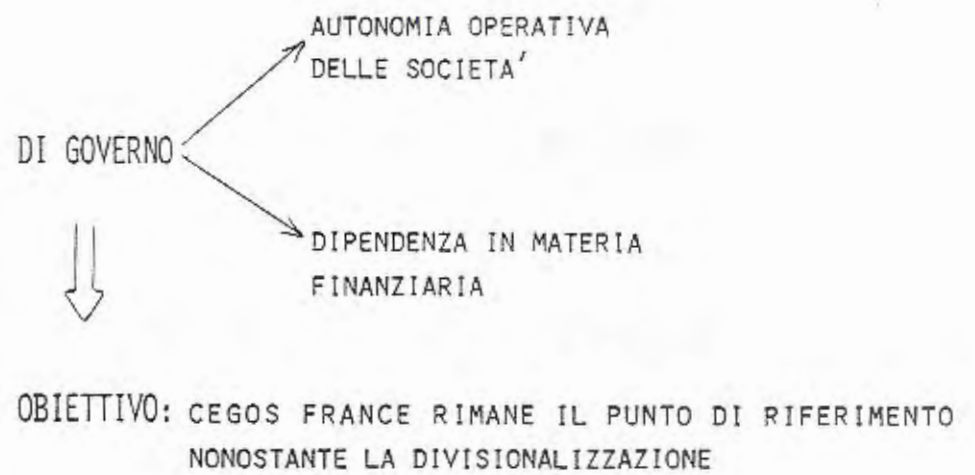 AUTONOMIA OPERATIVA
DELLE SOCIETA'
DI GOVERNO
DIPENDENZA IN MATERIA
FINANZIARIA
OBIETTIVO: CEGOS FRANCE RIMANE IL PUNTO DI RIFERIMENTO
NONOSTANTE LA DIVISIONALIZZAZIONE